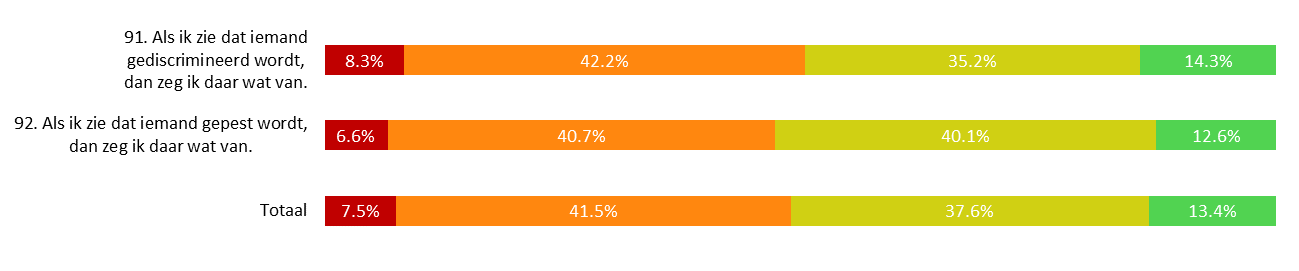 91. Als ik zie dat iemand
gediscrimineerd wordt,
dan zeg ik daar wat van.
8.3% 42.2% 35.2% 14.3%
92. Als ik zie dat iemand gepest wordt,
dan zeg ik daar wat van.
6.6% 40.7% 40.1% 12.6%
Totaal 7.5% 41.5% 37.6% 13.4%